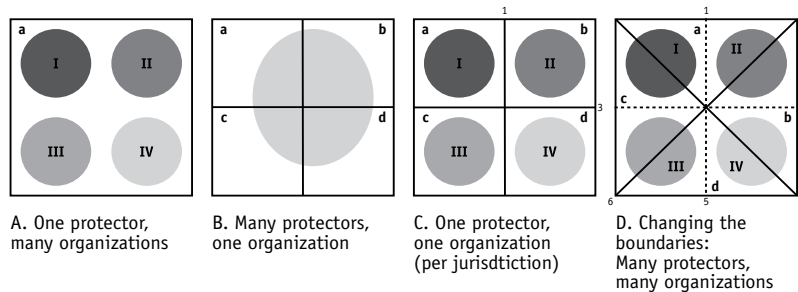 a
I
II
III
IV
A. One protector,
many organizations
a
b
c
d
B. Many protectors,
one organization
1
a
b
I
II
c
d
3
III
IV
C. One protector,
one organization
(per jurisdtiction)
1
a
I
II
c
b
III
IV
d
6
5
D. Changing the
boundaries:
Many protectors,
many organizations